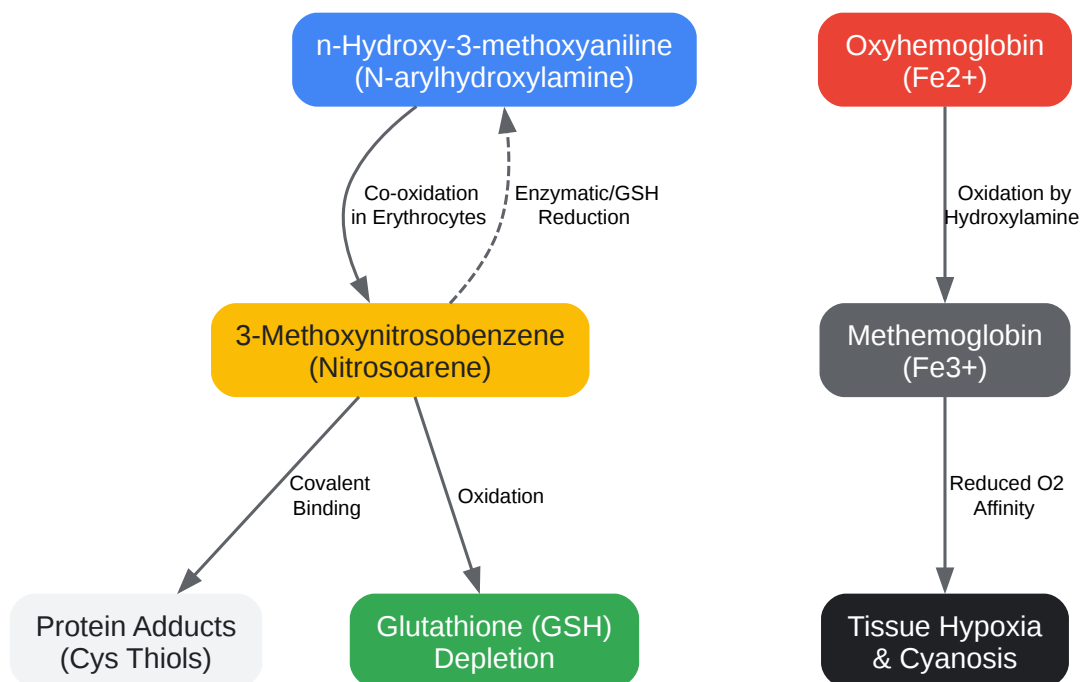 n-Hydroxy-3-methoxyaniline
(N-arylhydroxylamine)
Oxyhemoglobin
(Fe2+)
Co-oxidation
in Erythrocytes
Enzymatic/GSH
Reduction
Oxidation by
Hydroxylamine
3-Methoxynitrosobenzene
(Nitrosoarene)
Methemoglobin
(Fe3+)
Covalent
Binding
Oxidation
Reduced O2
Affinity
Protein Adducts
(Cys Thiols)
Glutathione (GSH)
Depletion
Tissue Hypoxia
& Cyanosis